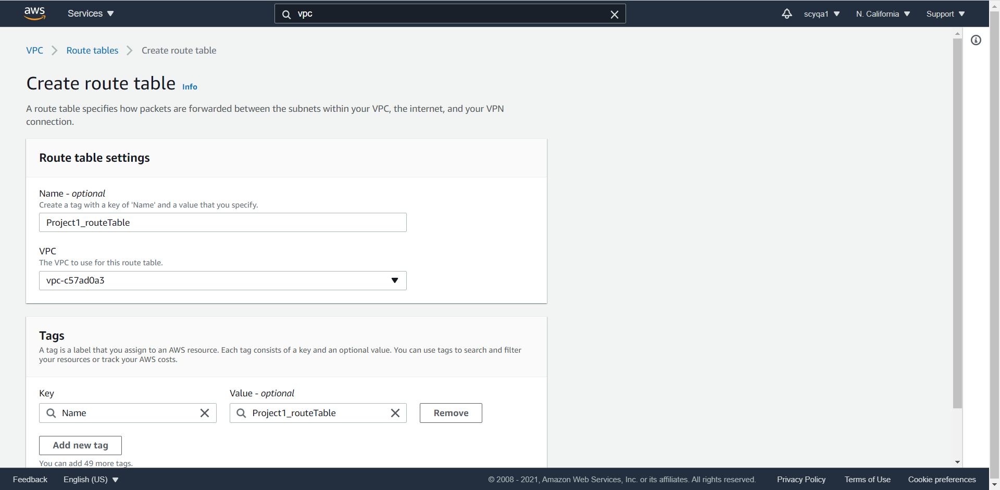 aws
Services
vpc
scyqa1
N. California
Support
VPC
Route tables
Create route table
Create route table Info
A route table specifies how packets are forwarded between the subnets within your VPC, the internet, and your VPN
connection.
Route table settings
Name - optional
Create a tag with a key of 'Name' and a value that you specify.
Project1_routeTable
VPC
The VPC to use for this route table.
vpc-c57ad0a3
Tags
A tag is a label that you assign to an AWS resource. Each tag consists of a key and an optional value. You can use tags to search and filter
your resources or track your AWS costs.
Key
Value - optional
Name
Project1_routeTable
Remove
Add new tag
You can add 49 more tags.
Feedback
English (US)
© 2008 - 2021, Amazon Web Services, Inc. or its affiliates. All rights reserved.
Privacy Policy
Terms of Use
Cookie preferences